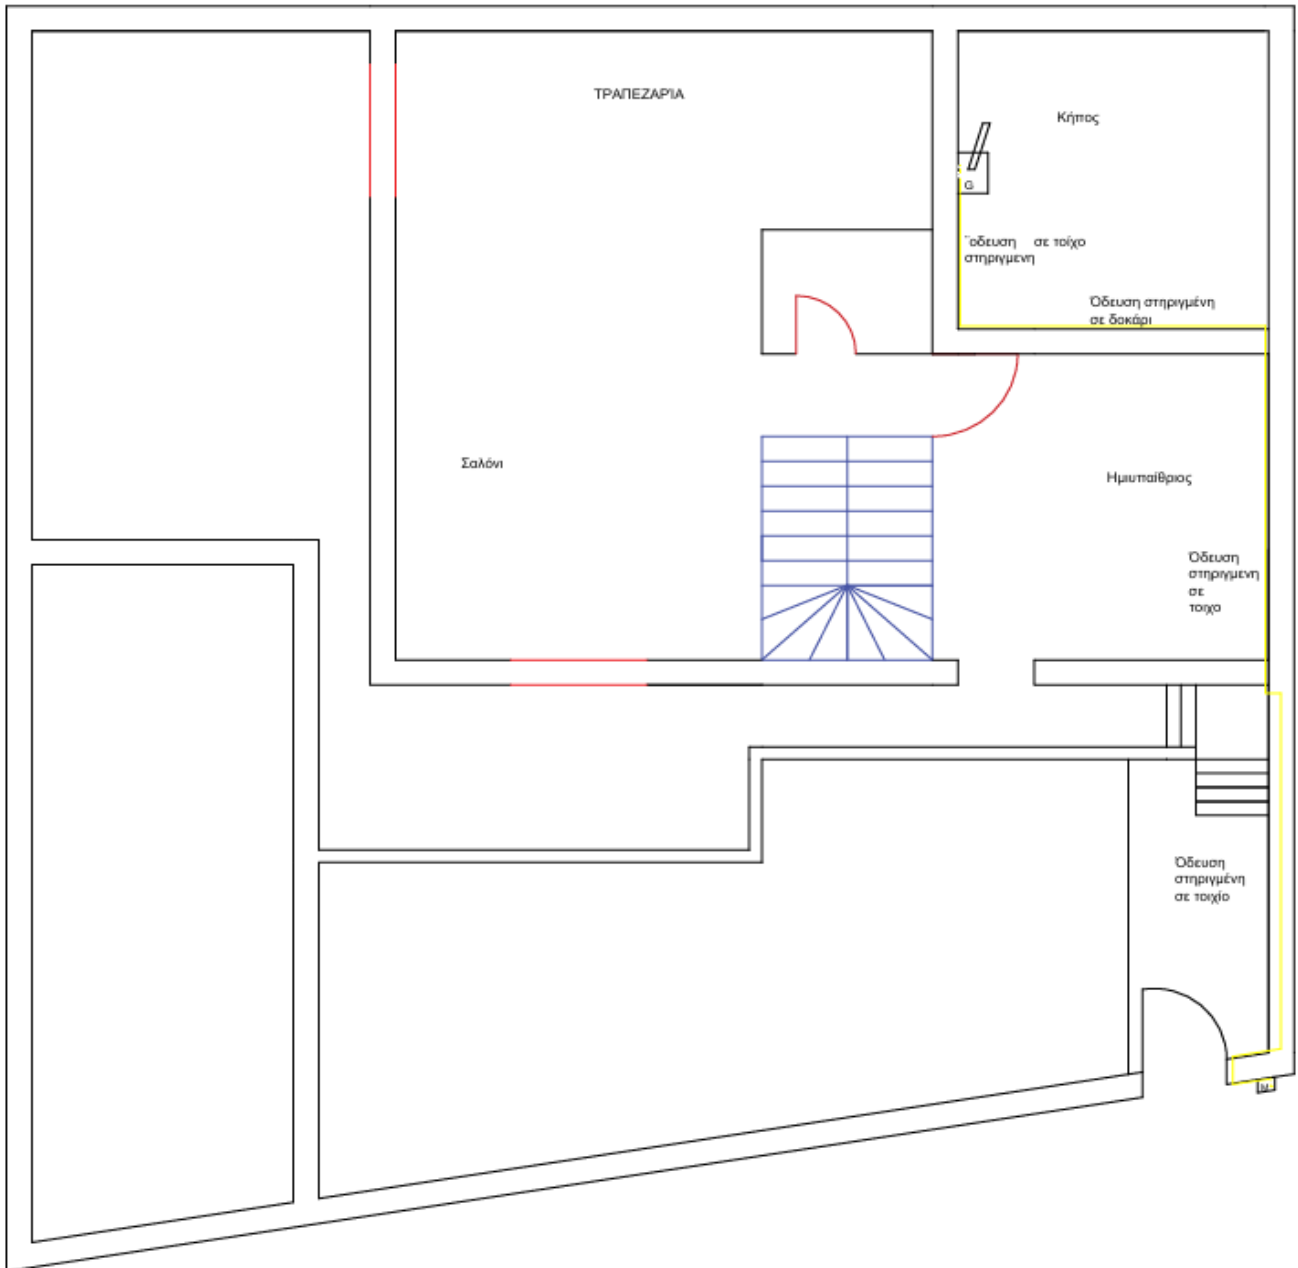 ΤΡΑΠΕΖΑΡΊΑ
Κήπος
G
¨οδευση σε τοίχο
στηριγμενη
Όδευση στηριγμένη
σε δοκάρι
Σαλόνι
Ημιυπαίθριος
Όδευση
στηριγμενη
σε
τοιχο
Όδευση
στηριγμένη
σε τοιχίο
M